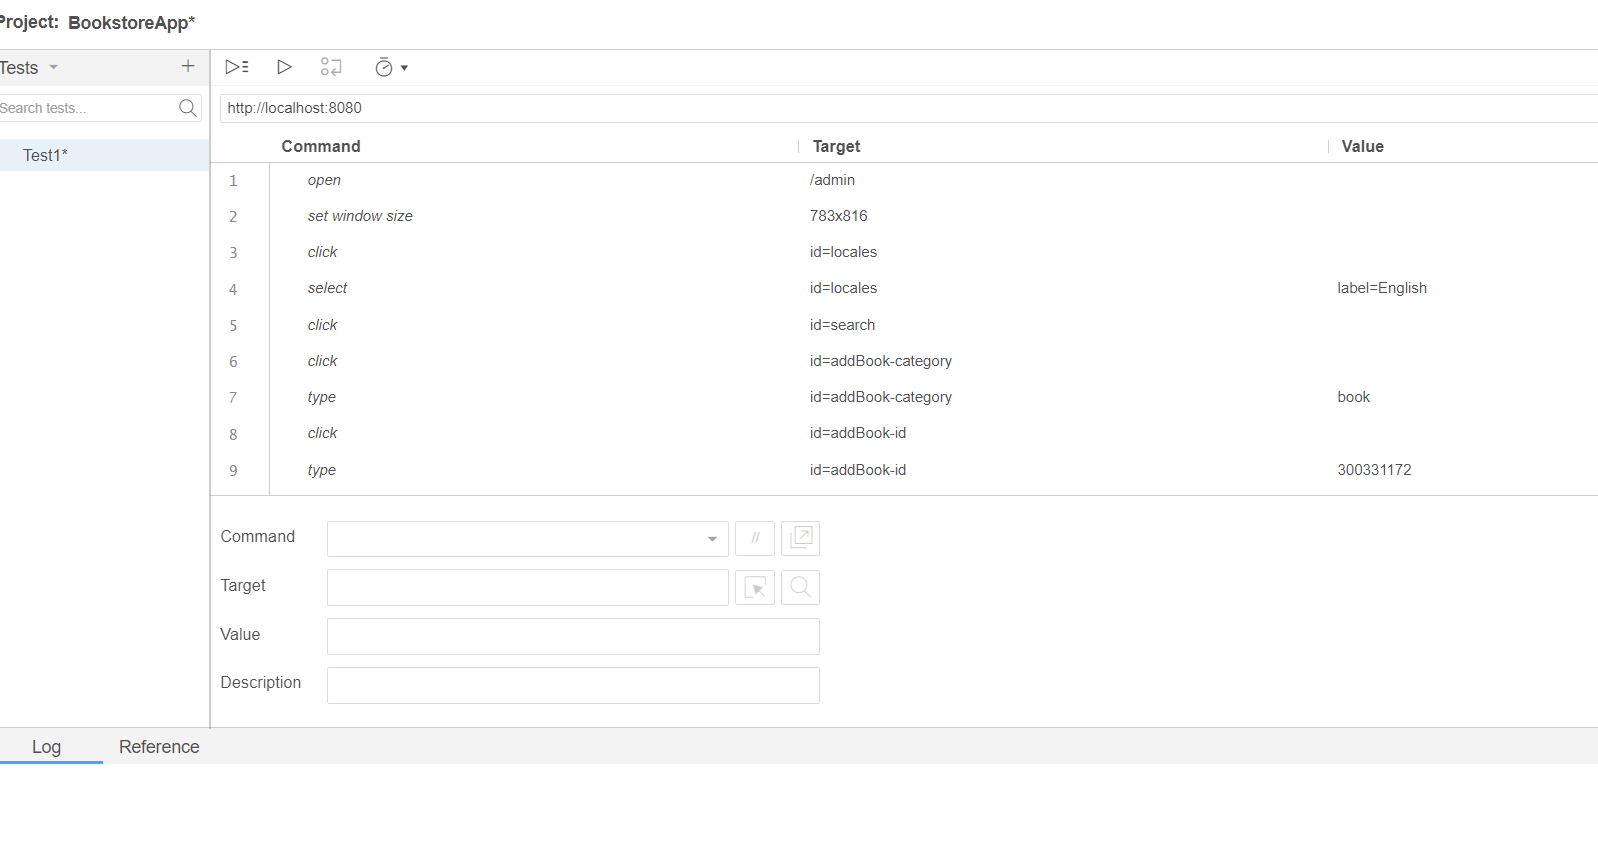 Project: BookstoreApp*
Tests
Search tests...
Test1*
http://localhost:8080
Command Target Value
1 open /admin
2 set window size 783x816
3 click id=locales
4 select id=locales label=English
5 click id=search
6 click id=addBook-category
7 type id=addBook-category book
8 click id=addBook-id
9 type id=addBook-id 300331172
Command //
Target
Value
Description
Log Reference